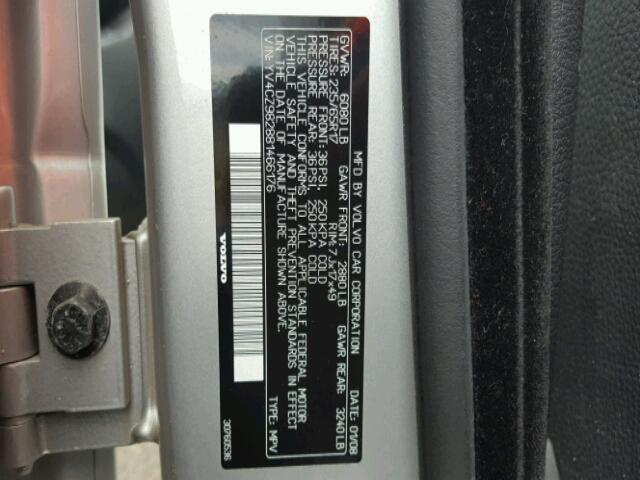 MFD BY VOLVO CAR CORPORATION DATE: 01/08
GVWR: 6080 LB GAWR FRONT: 2880 LB GAWR REAR: 3240 LB
TIRES: 235/65R17 RIM: 7Jx17x49
PRESSURE FRONT: 36 PSI, 250 KPA COLD
PRESSURE REAR: 36 PSI, 250 KPA COLD
THIS VEHICLE CONFORMS TO ALL APPLICABLE FEDERAL MOTOR
VEHICLE SAFETY AND THEFT PREVENTION STANDARDS IN EFFECT
ON THE DATE OF MANUFACTURE SHOWN ABOVE.
VIN: YV4CZ982881466176 TYPE: MPV
VOLVO 30760536